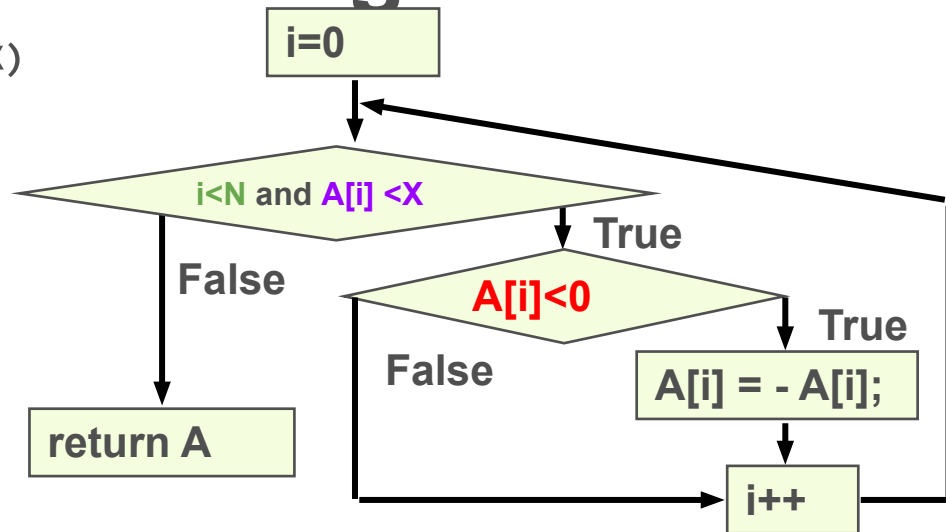 i=0
i<N and A[i] <X
True
False
A[i]<0
True
False
A[i] = - A[i];
return A
i++